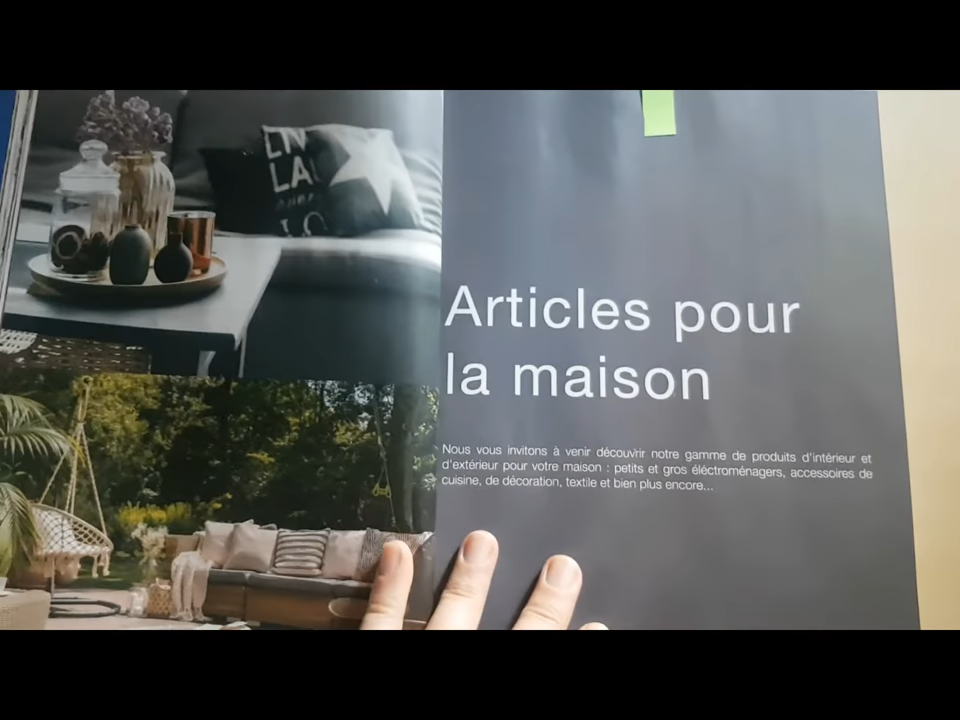 Articles pour
la maison
Nous vous invitons à venir découvrir notre gamme de produits d'intérieur et
d'extérieur pour votre maison : petits et gros éléctroménagers, accessoires de
cuisine, de décoration, textile et bien plus encore...